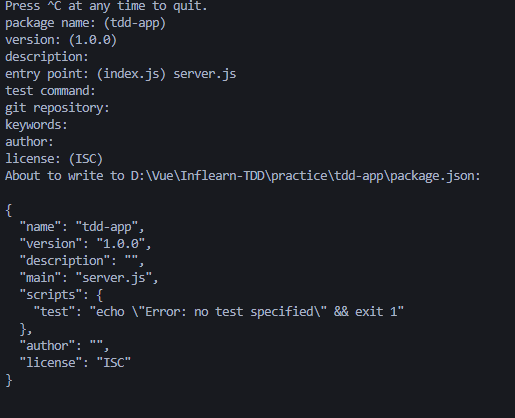 Press ^C at any time to quit.
package name: (tdd-app)
version: (1.0.0)
description:
entry point: (index.js) server.js
test command:
git repository:
keywords:
author:
license: (ISC)
About to write to D:\Vue\Inflearn-TDD\practice\tdd-app\package.json:

{
  "name": "tdd-app",
  "version": "1.0.0",
  "description": "",
  "main": "server.js",
  "scripts": {
    "test": "echo \"Error: no test specified\" && exit 1"
  },
  "author": "",
  "license": "ISC"
}